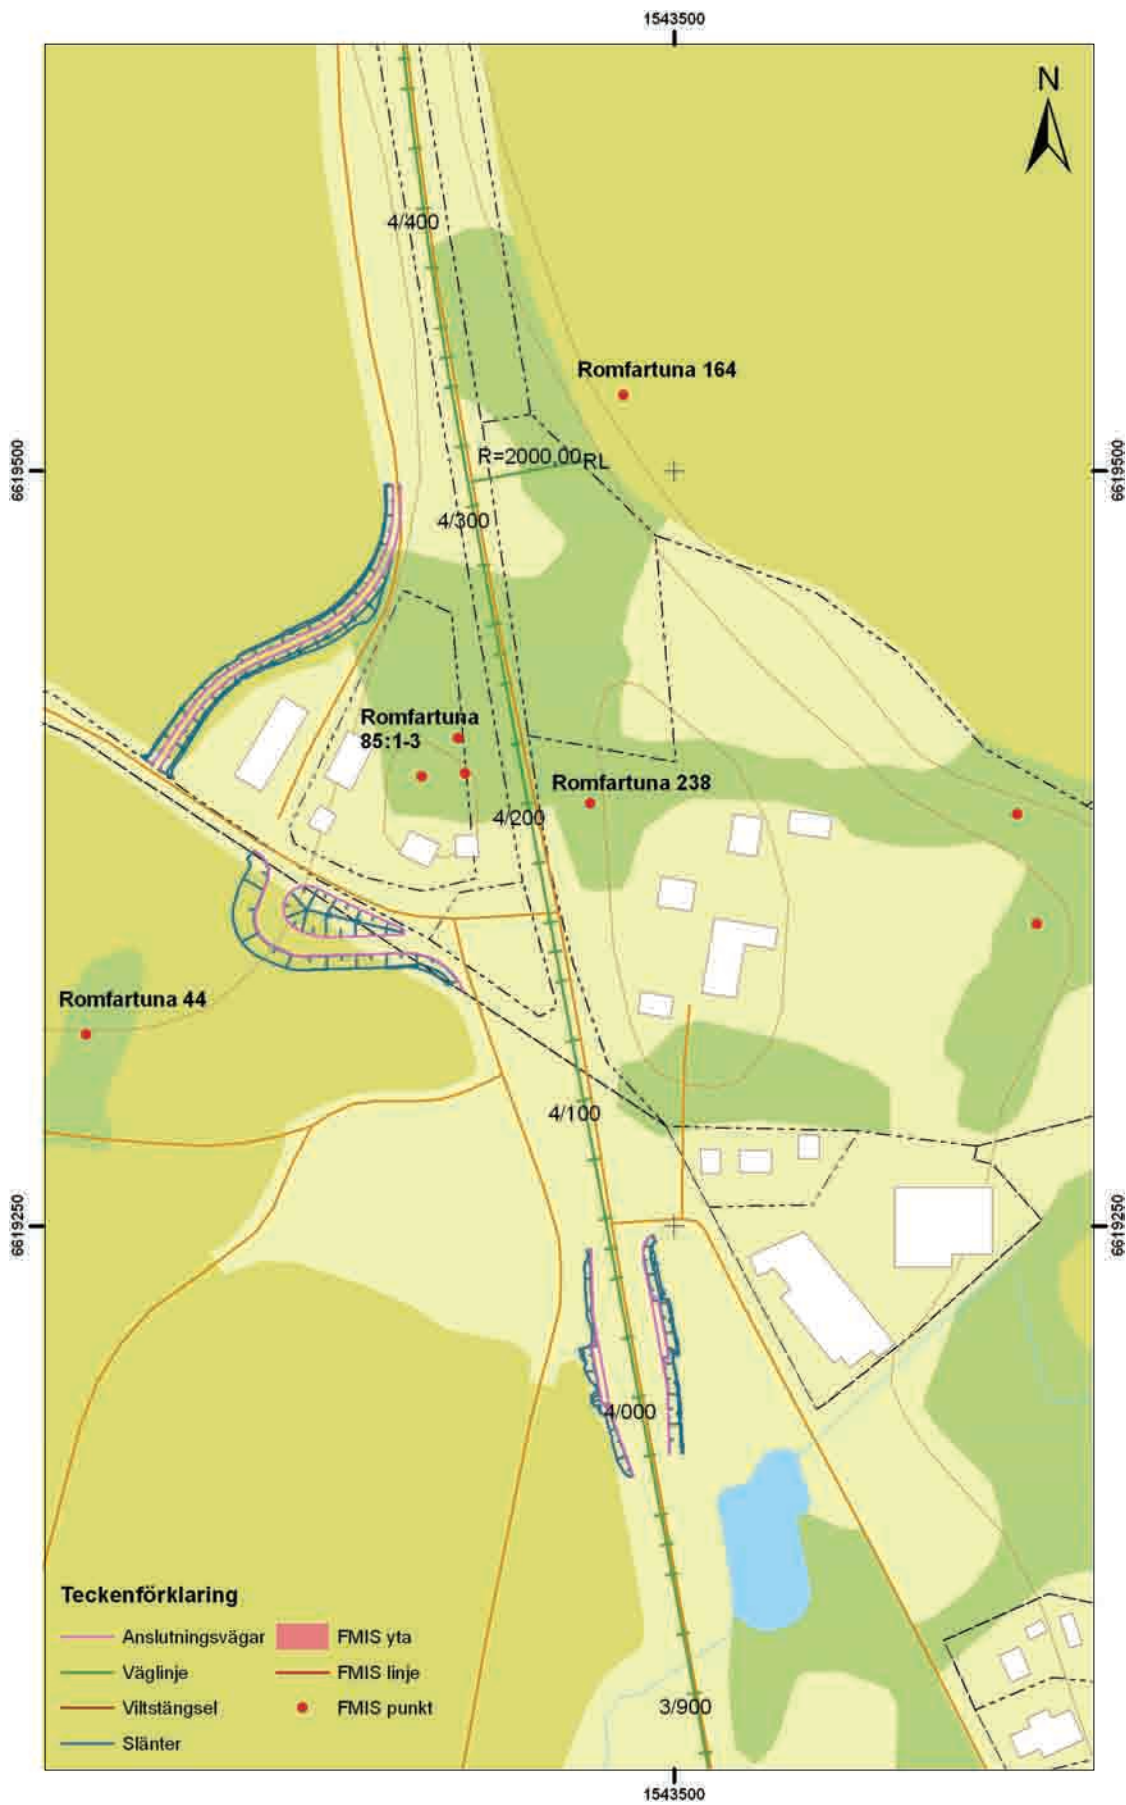 1543500
N
4/400
Romfartuna 164
6619500
6619500
R=2000.00
RL
4/300
Romfartuna
85:1-3
Romfartuna 238
4/200
Romfartuna 44
4/100
6619250
6619250
4/000
Teckenförklaring
Anslutningsvägar
FMIS yta
Väglinje
FMIS linje
Viltstängsel
FMIS punkt
3/900
Slänter
1543500